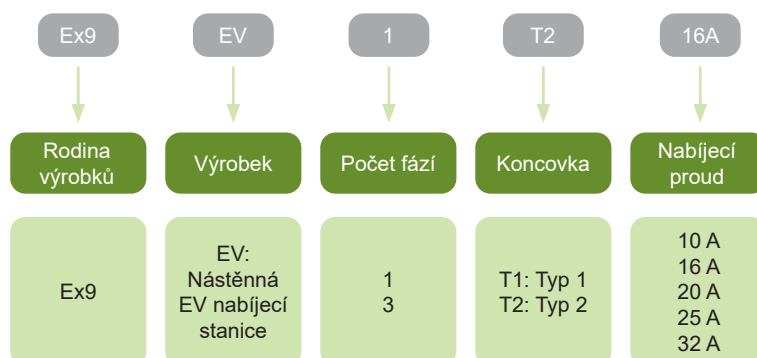 Ex9
EV
1
T2
16A
Rodina
výrobků
Výrobek
Počet fází
Koncovka
Nabíjecí
proud
Ex9
EV:
Nástěnná
EV nabíjecí
stanice
1
3
T1: Typ 1
T2: Typ 2
10 A
16 A
20 A
25 A
32 A